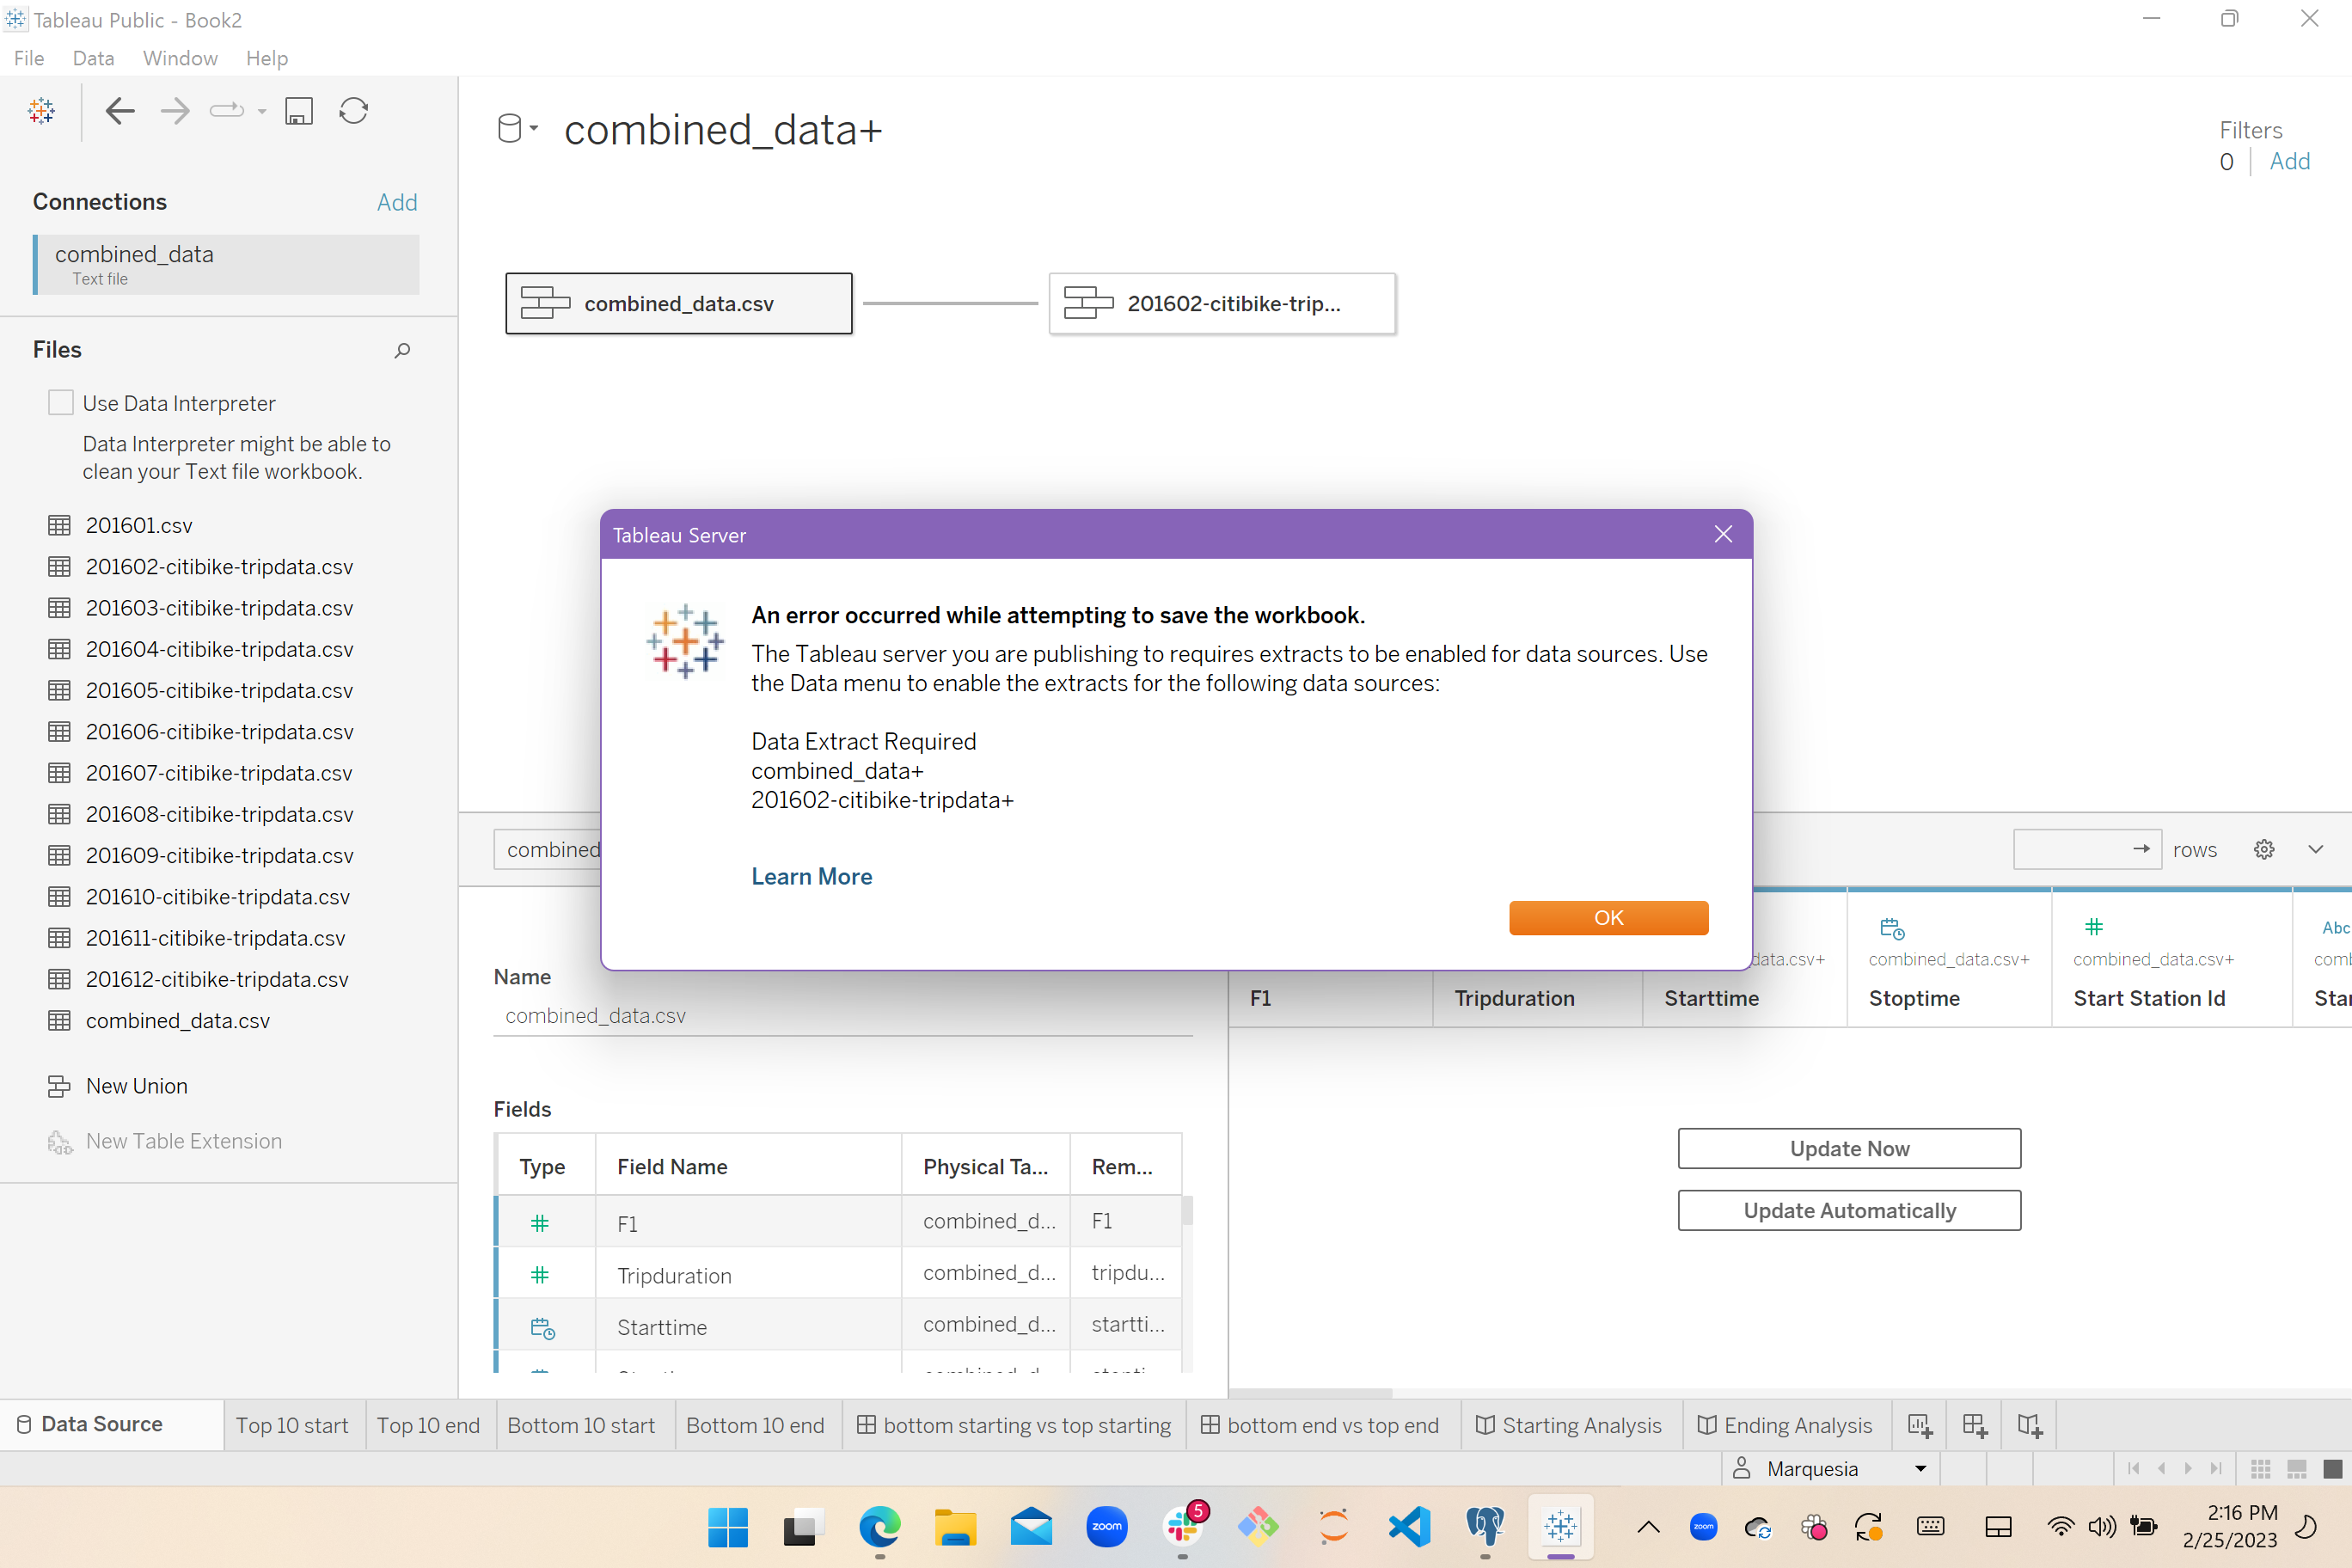 Tableau Public - Book2
File Data Window Help
combined_data+
Filters
0 Add
Connections Add
combined_data
Text file
combined_data.csv
201602-citibike-trip...
Files
Use Data Interpreter
Data Interpreter might be able to
clean your Text file workbook.
201601.csv
201602-citibike-tripdata.csv
201603-citibike-tripdata.csv
201604-citibike-tripdata.csv
201605-citibike-tripdata.csv
201606-citibike-tripdata.csv
201607-citibike-tripdata.csv
201608-citibike-tripdata.csv
201609-citibike-tripdata.csv
201610-citibike-tripdata.csv
201611-citibike-tripdata.csv
201612-citibike-tripdata.csv
combined_data.csv
New Union
New Table Extension
Tableau Server
An error occurred while attempting to save the workbook.
The Tableau server you are publishing to requires extracts to be enabled for data sources. Use
the Data menu to enable the extracts for the following data sources:
Data Extract Required
combined_data+
201602-citibike-tripdata+
Learn More
OK
combined
rows
Name
combined_data.csv
Fields
Type Field Name Physical Ta... Rem...
# F1 combined_d... F1
# Tripduration combined_d... tripdu...
Starttime combined_d... startti...
data.csv+ combined_data.csv+ # combined_data.csv+ Abc
F1 Tripduration Starttime Stoptime Start Station Id
Update Now
Update Automatically
Data Source Top 10 start Top 10 end Bottom 10 start Bottom 10 end bottom starting vs top starting bottom end vs top end Starting Analysis Ending Analysis
Marquesia
zoom
5
zoom
2:16 PM
2/25/2023